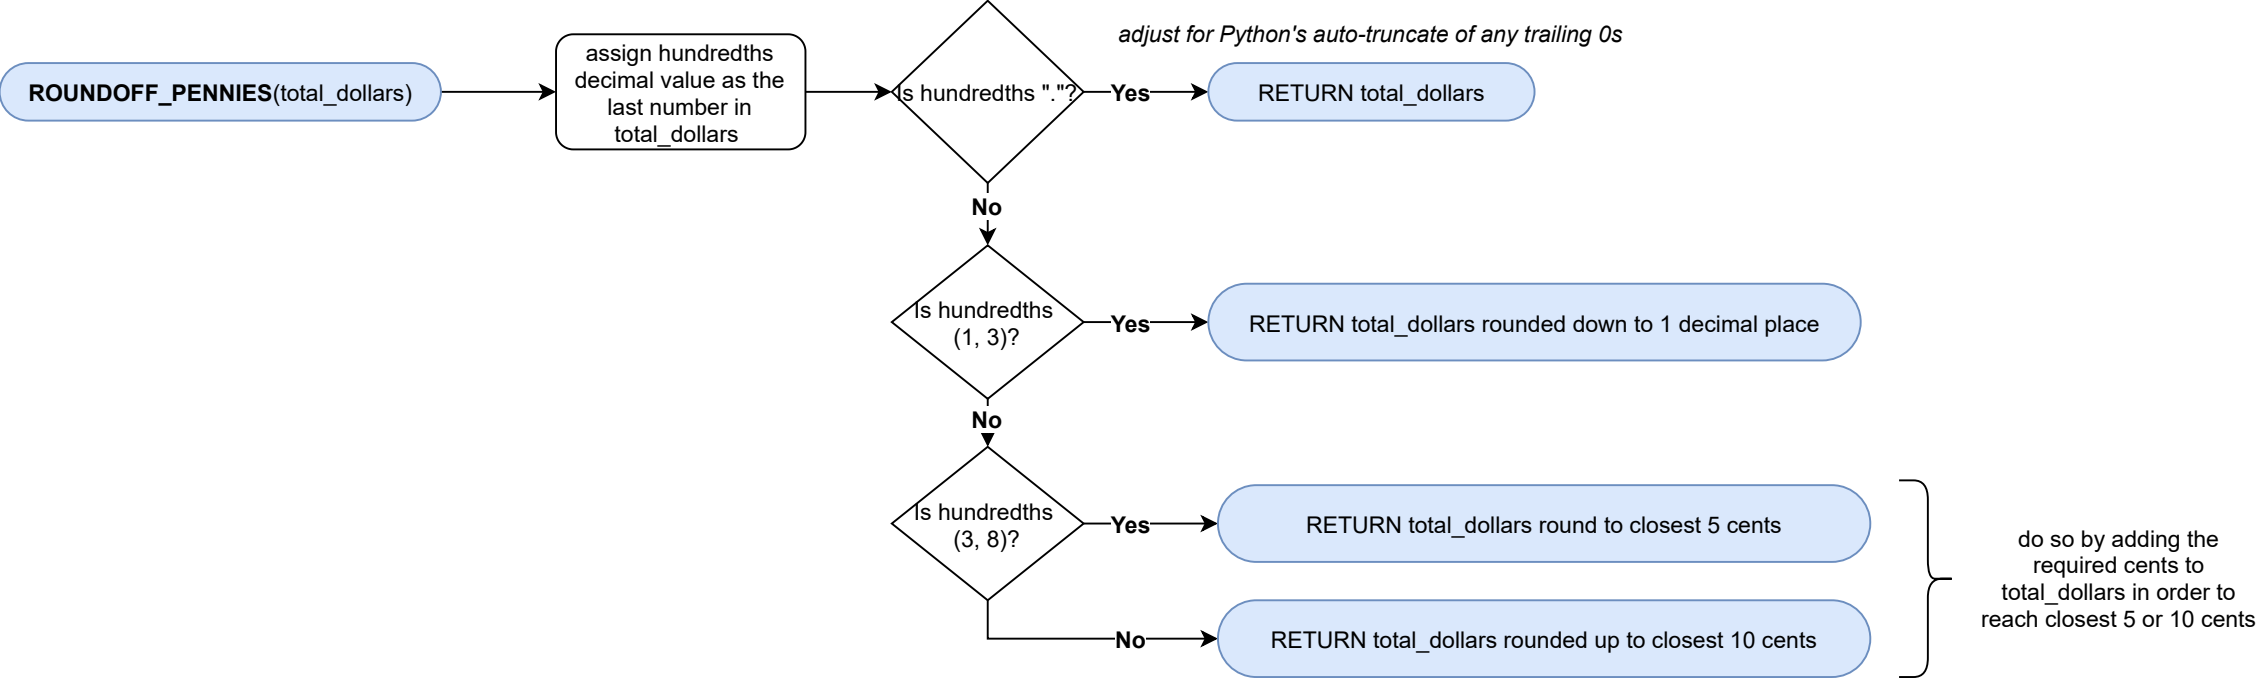 adjust for Python's auto-truncate of any trailing 0s
ROUNDOFF_PENNIES(total_dollars)
assign hundredths
decimal value as the
last number in
total_dollars
Is hundredths "."?
Yes
RETURN total_dollars
No
Is hundredths
(1, 3)?
Yes
RETURN total_dollars rounded down to 1 decimal place
No
Is hundredths
(3, 8)?
Yes
RETURN total_dollars round to closest 5 cents
No
RETURN total_dollars rounded up to closest 10 cents
do so by adding the
required cents to
total_dollars in order to
reach closest 5 or 10 cents